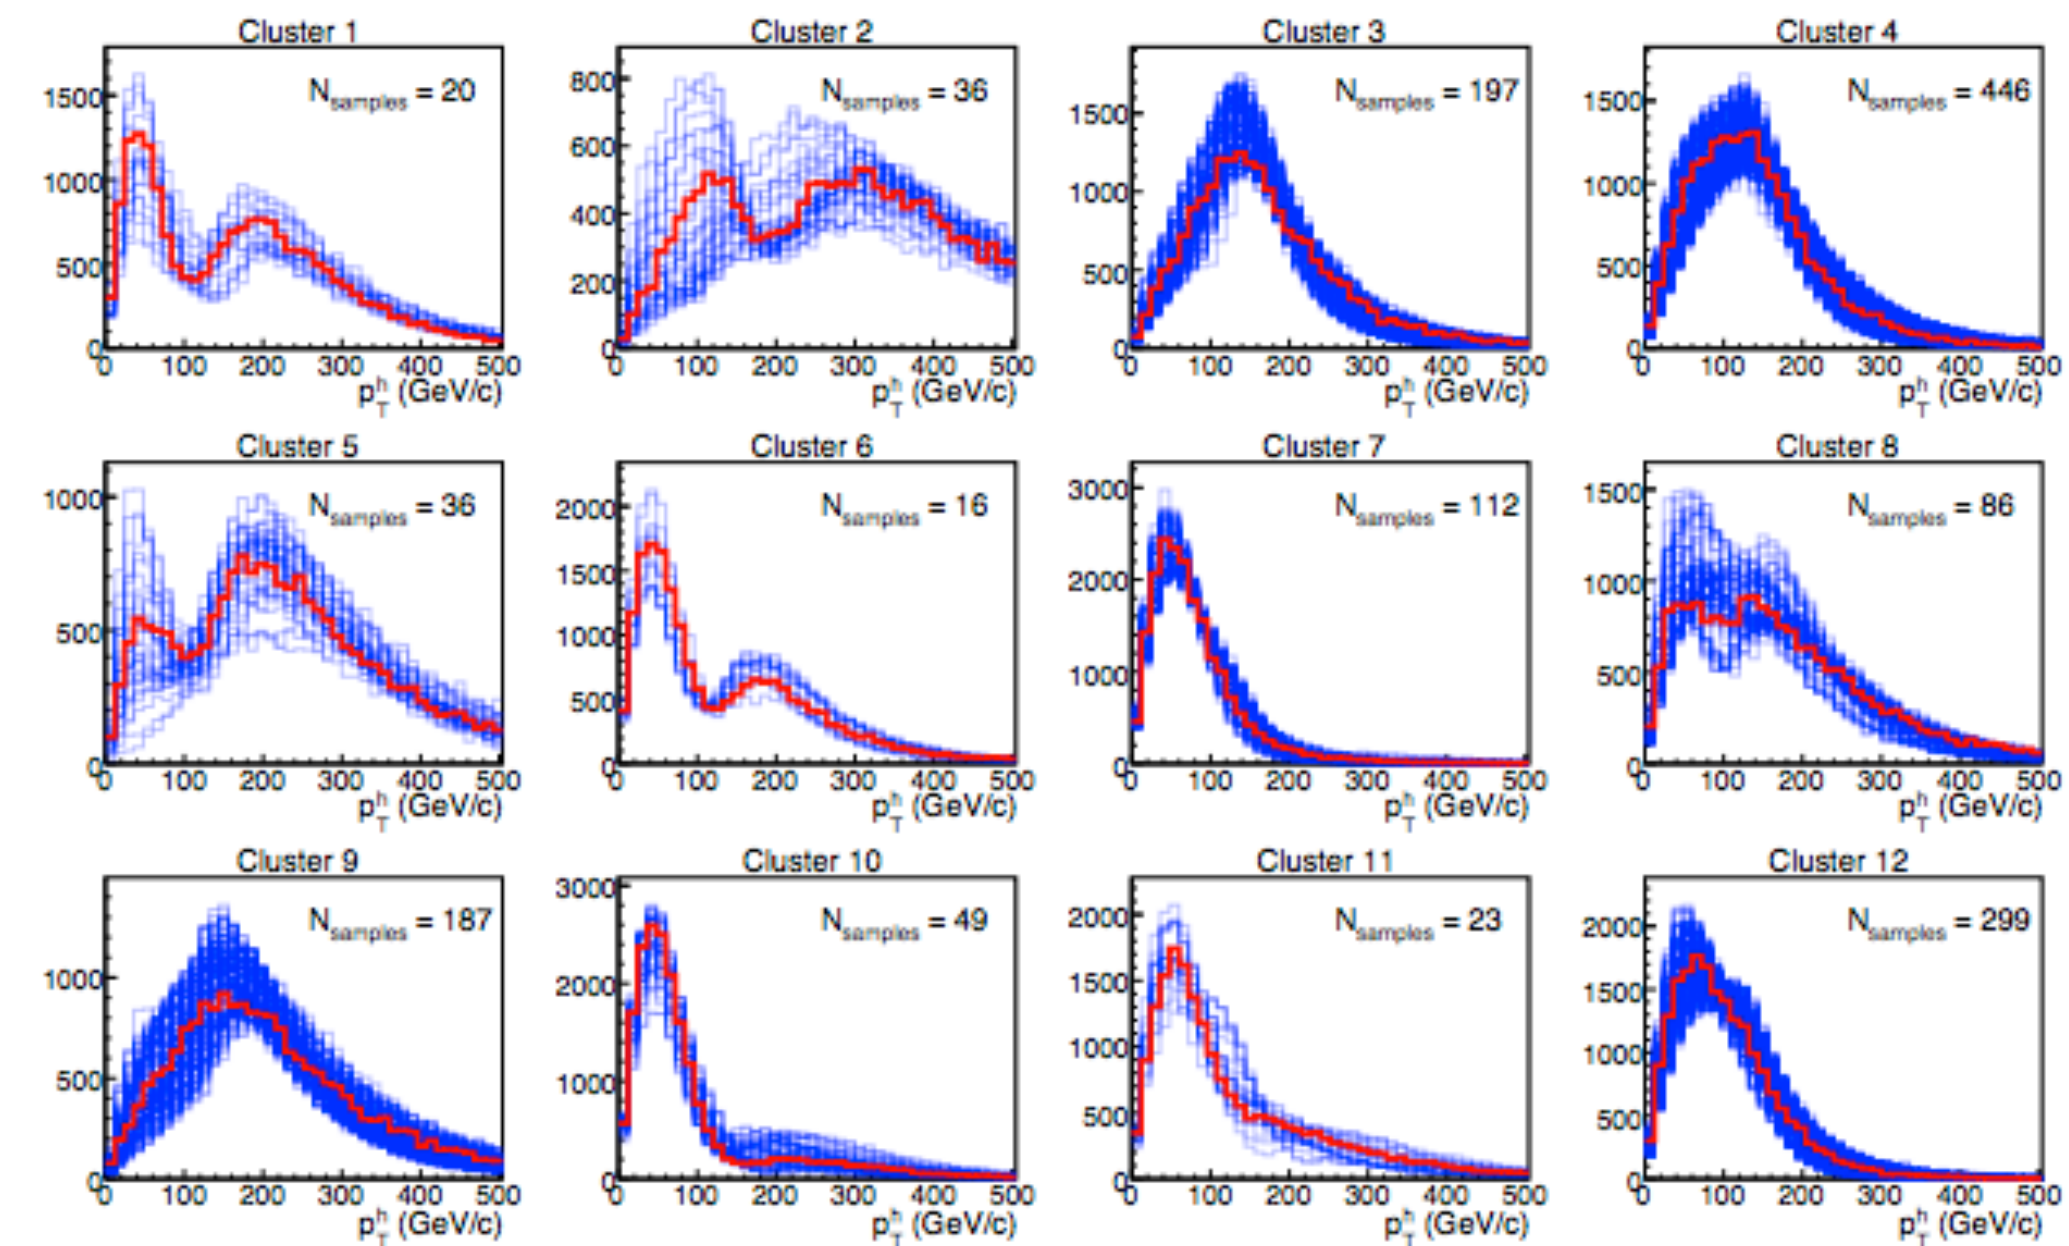 Cluster 1
N_samples = 20
1500
1000
500
0
0 100 200 300 400 500
p_T^h (GeV/c)
Cluster 2
N_samples = 36
800
600
400
200
0
0 100 200 300 400 500
p_T^h (GeV/c)
Cluster 3
N_samples = 197
1500
1000
500
0
0 100 200 300 400 500
p_T^h (GeV/c)
Cluster 4
N_samples = 446
1500
1000
500
0
0 100 200 300 400 500
p_T^h (GeV/c)
Cluster 5
N_samples = 36
1000
500
0
0 100 200 300 400 500
p_T^h (GeV/c)
Cluster 6
N_samples = 16
2000
1500
1000
500
0
0 100 200 300 400 500
p_T^h (GeV/c)
Cluster 7
N_samples = 112
3000
2000
1000
0
0 100 200 300 400 500
p_T^h (GeV/c)
Cluster 8
N_samples = 86
1500
1000
500
0
0 100 200 300 400 500
p_T^h (GeV/c)
Cluster 9
N_samples = 187
1000
500
0
0 100 200 300 400 500
p_T^h (GeV/c)
Cluster 10
N_samples = 49
3000
2000
1000
0
0 100 200 300 400 500
p_T^h (GeV/c)
Cluster 11
N_samples = 23
2000
1500
1000
500
0
0 100 200 300 400 500
p_T^h (GeV/c)
Cluster 12
N_samples = 299
2000
1500
1000
500
0
0 100 200 300 400 500
p_T^h (GeV/c)